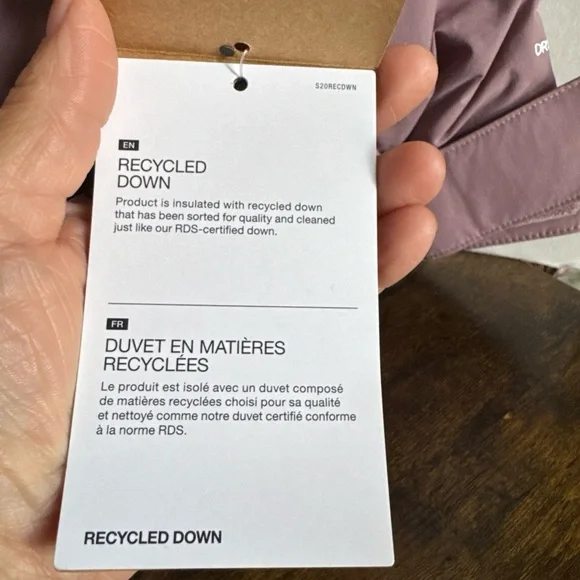 S20RECDWN
EN
RECYCLED
DOWN
Product is insulated with recycled down
that has been sorted for quality and cleaned
just like our RDS-certified down.
FR
DUVET EN MATIÈRES
RECYCLÉES
Le produit est isolé avec un duvet composé
de matières recyclées choisi pour sa qualité
et nettoyé comme notre duvet certifié conforme
à la norme RDS.
RECYCLED DOWN